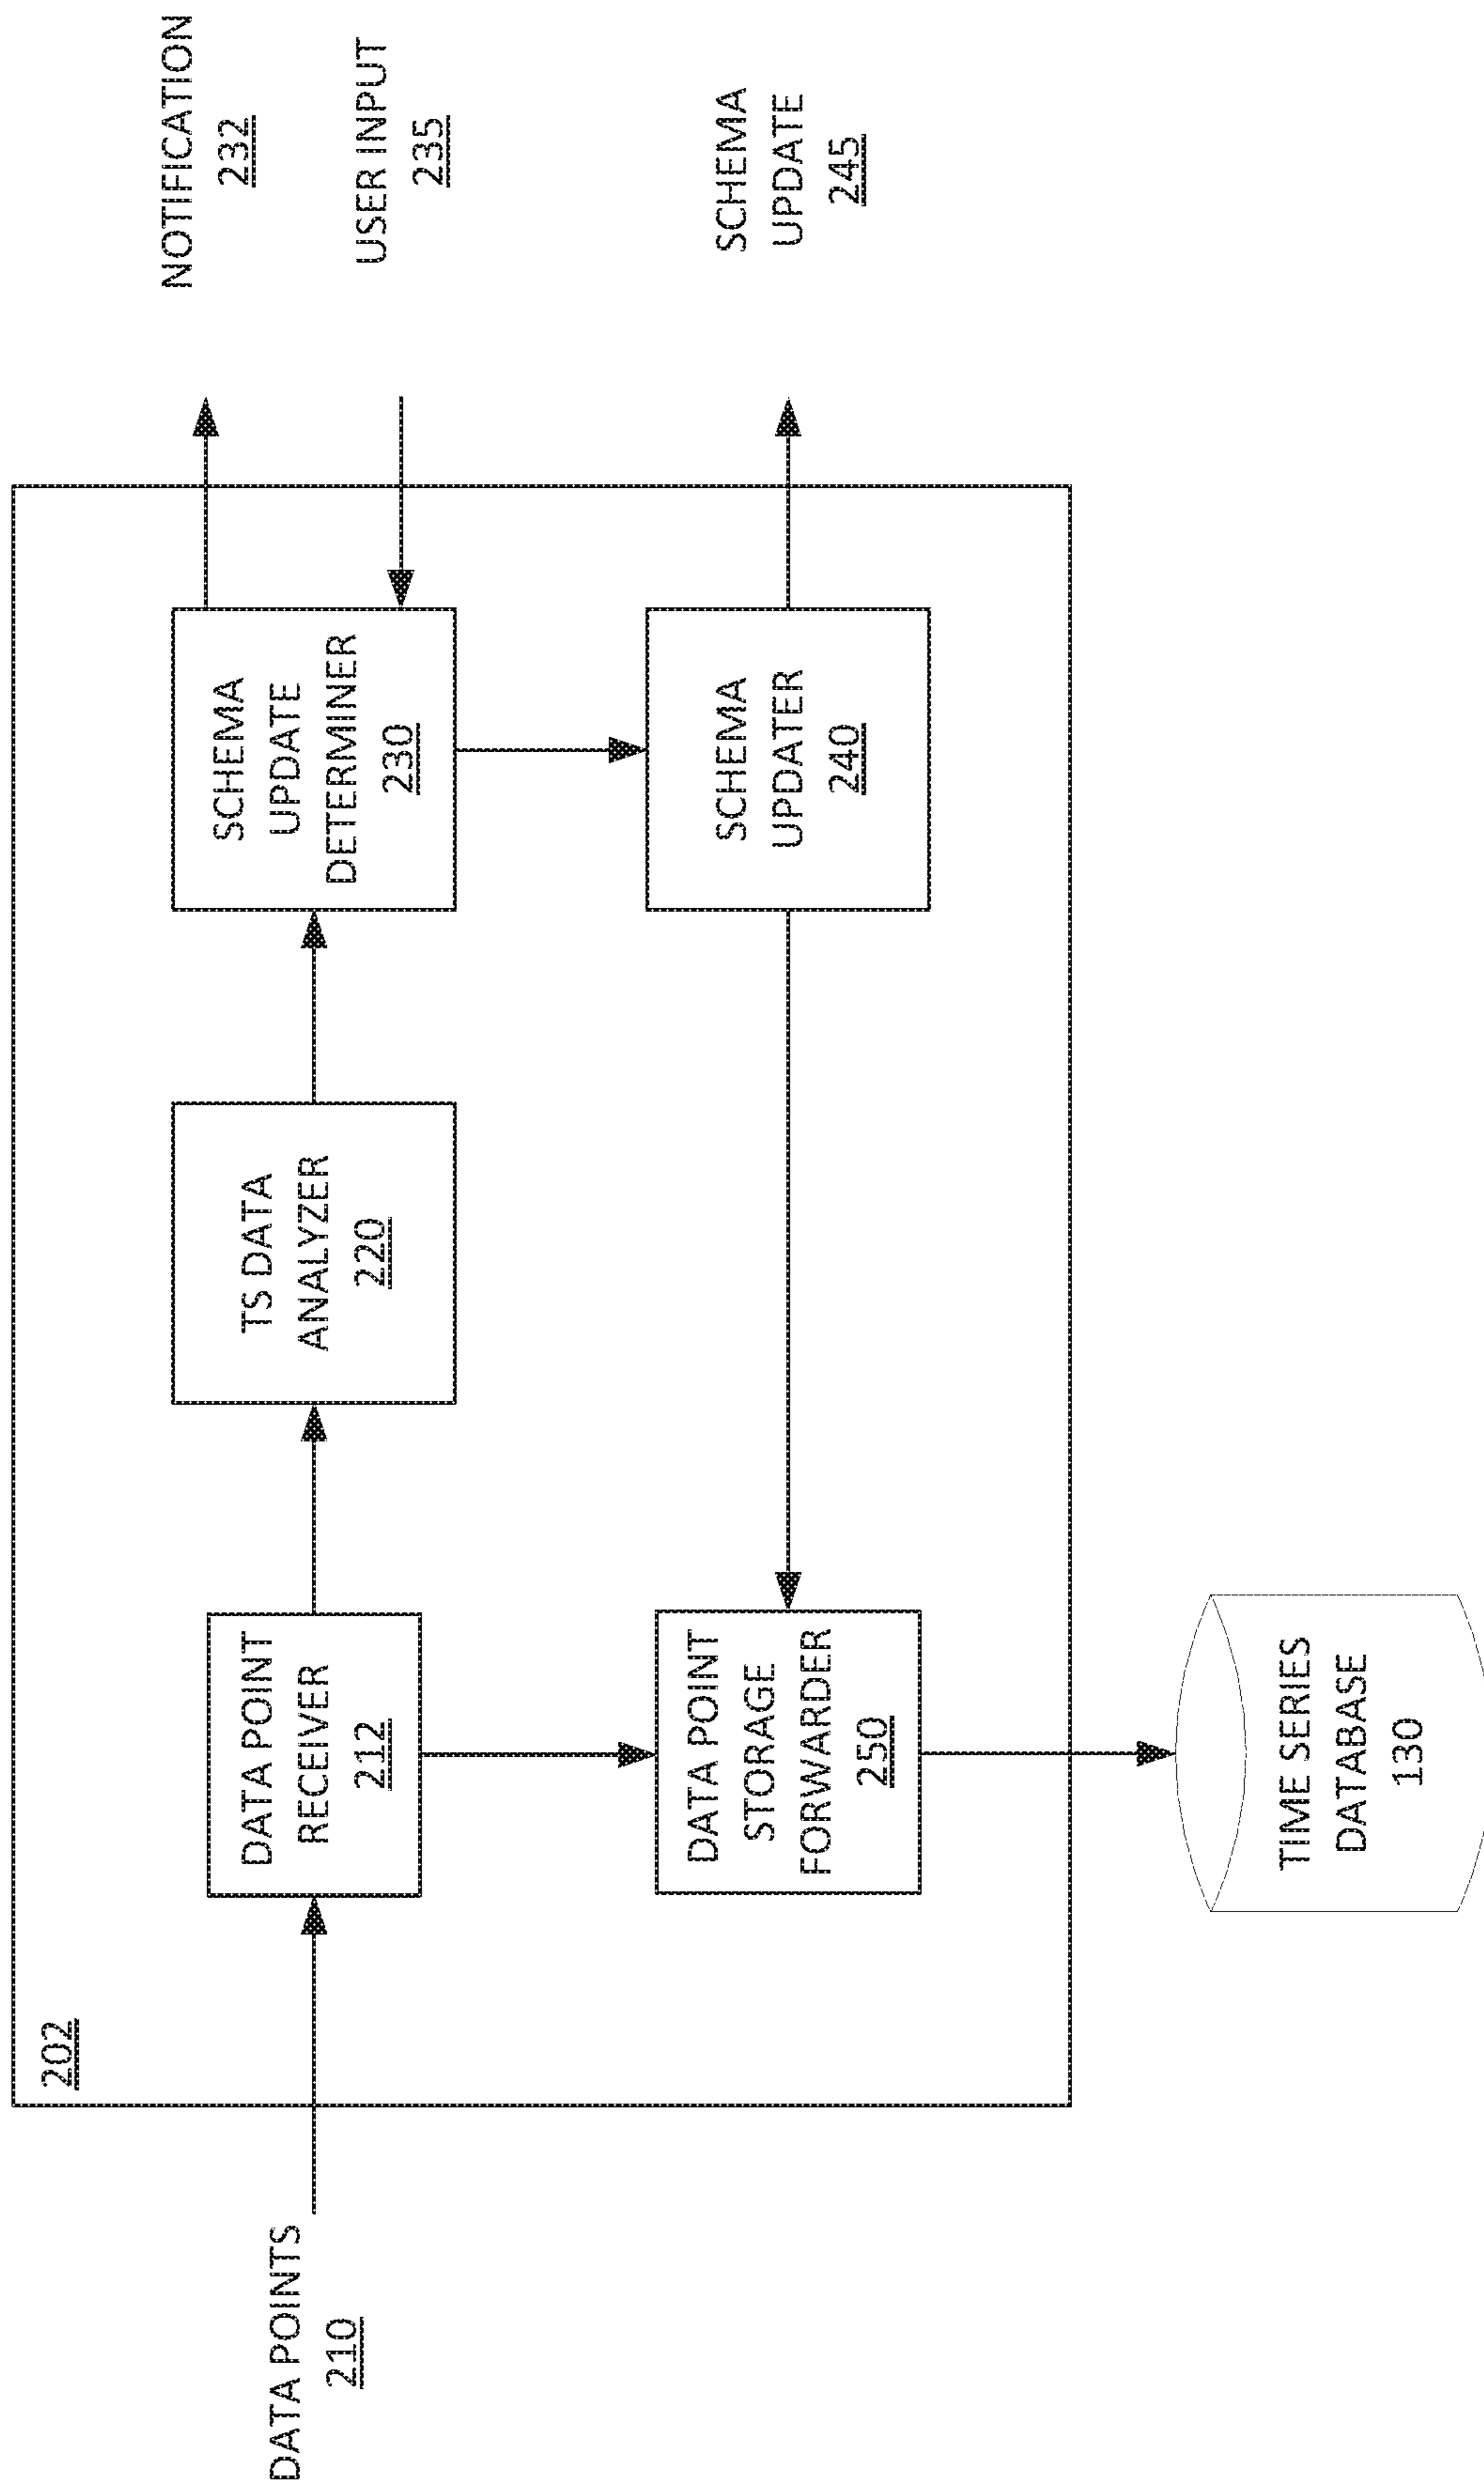 202
DATA POINTS
210
DATA POINT
RECEIVER
212
TS DATA
ANALYZER
220
SCHEMA
UPDATE
DETERMINER
230
NOTIFICATION
232
USER INPUT
235
DATA POINT
STORAGE
FORWARDER
250
SCHEMA
UPDATER
240
SCHEMA
UPDATE
245
TIME SERIES
DATABASE
130